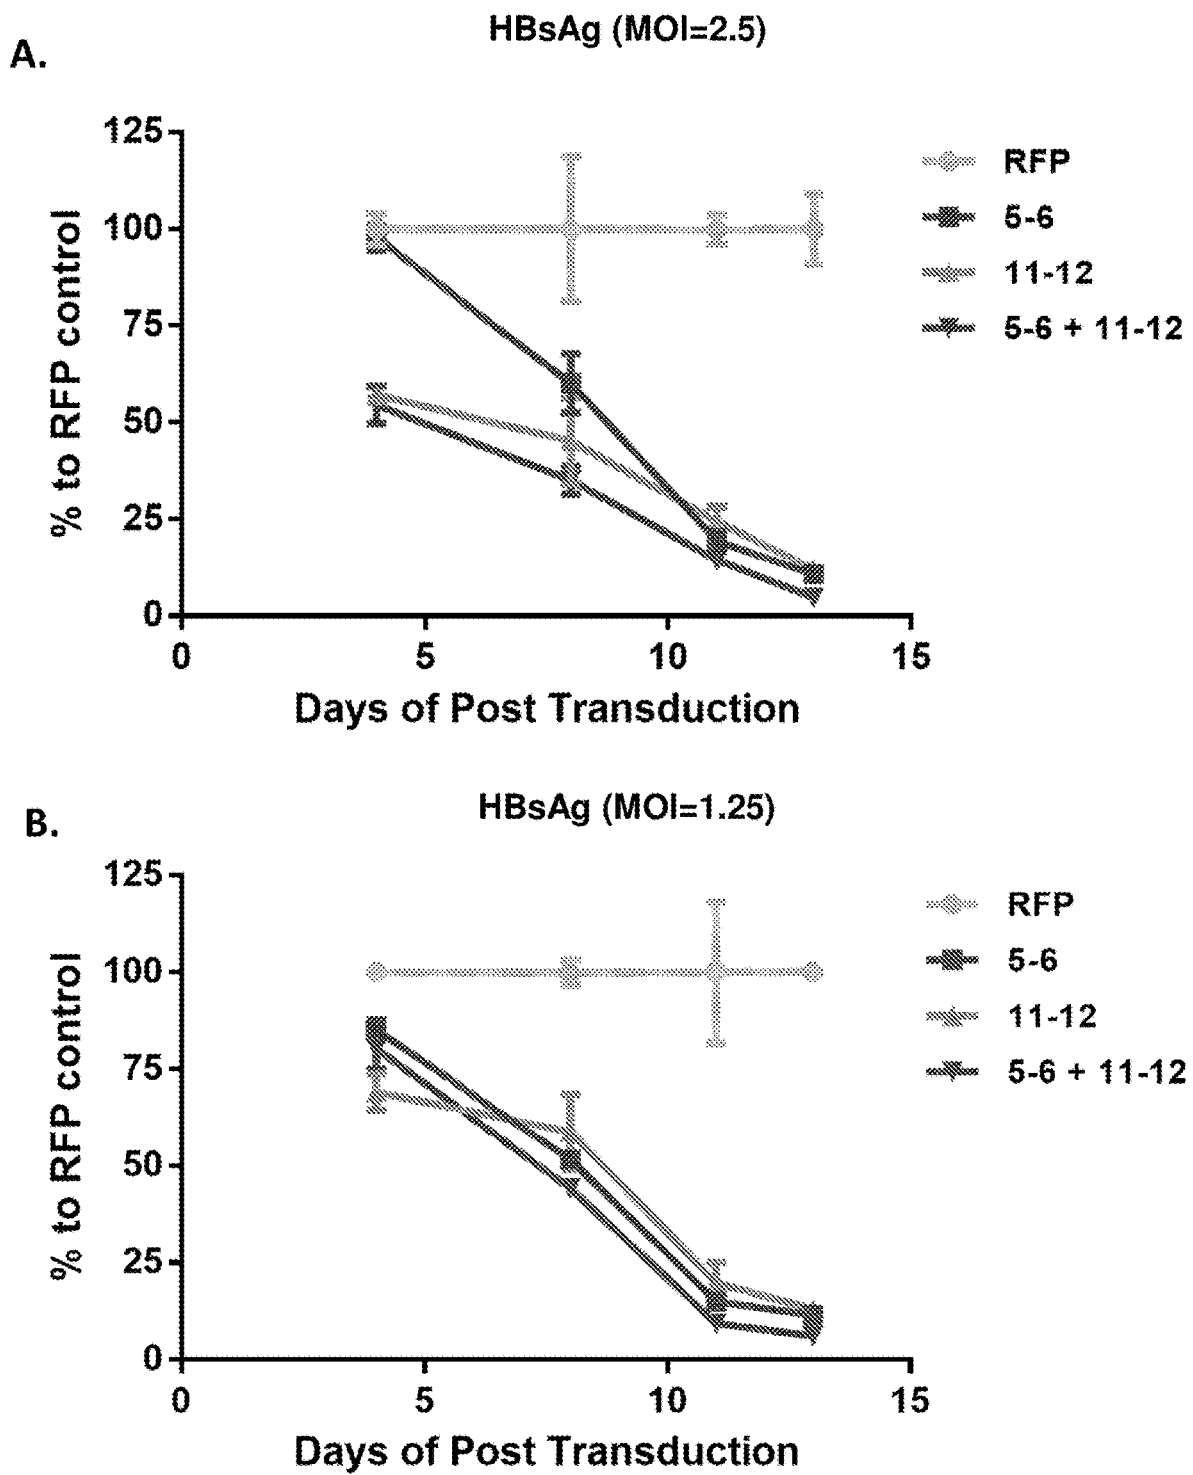 HBsAg (MOI=2.5)
A.
125
100
75
50
25
0
% to RFP control
0 5 10 15
Days of Post Transduction
RFP
5-6
11-12
5-6 + 11-12
HBsAg (MOI=1.25)
B.
125
100
75
50
25
0
% to RFP control
0 5 10 15
Days of Post Transduction
RFP
5-6
11-12
5-6 + 11-12